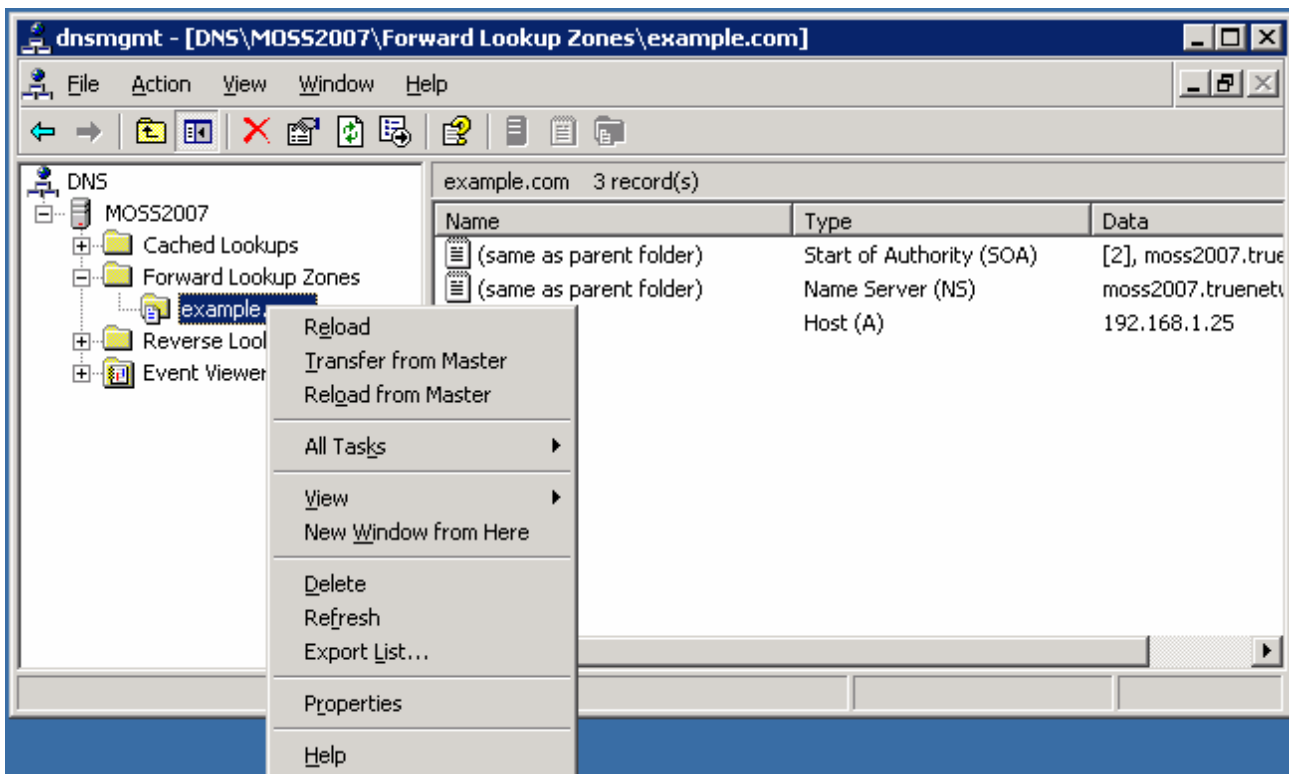 dnsmgmt - [DNS\MOSS2007\Forward Lookup Zones\example.com]
File Action View Window Help
DNS
MOSS2007
Cached Lookups
Forward Lookup Zones
example.
Reverse Lool
Event Viewer
example.com 3 record(s)
Name Type Data
(same as parent folder) Start of Authority (SOA) [2], moss2007.true
(same as parent folder) Name Server (NS) moss2007.truenet
Host (A) 192.168.1.25
Reload
Transfer from Master
Reload from Master
All Tasks
View
New Window from Here
Delete
Refresh
Export List...
Properties
Help